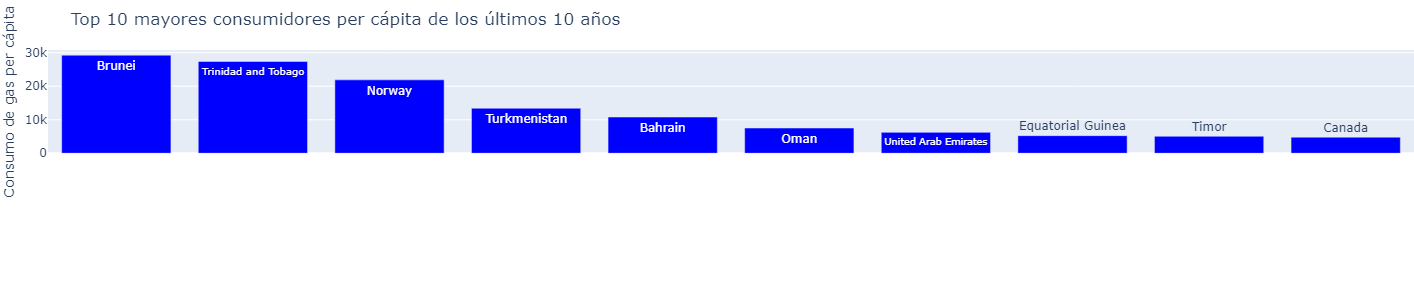 Top 10 mayores consumidores per cápita de los últimos 10 años
Consumo de gas per cápita
30k
20k
10k
0
Brunei
Trinidad and Tobago
Norway
Turkmenistan
Bahrain
Oman
United Arab Emirates
Equatorial Guinea
Timor
Canada